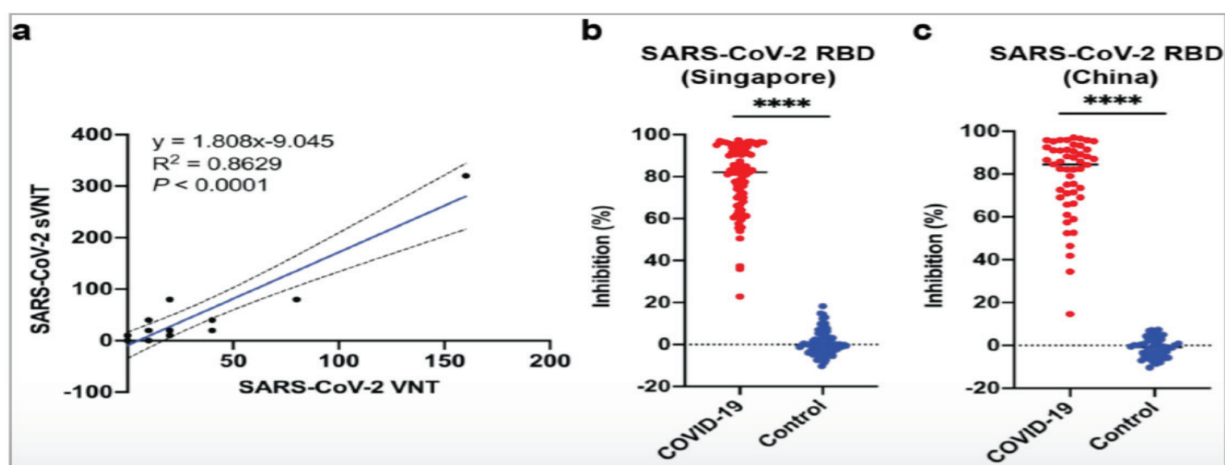 a
y = 1.808x-9.045
R² = 0.8629
P < 0.0001
SARS-CoV-2 sVNT
400
300
200
100
0
-100
50
100
150
200
SARS-CoV-2 VNT
b
SARS-CoV-2 RBD
(Singapore)
****
Inhibition (%)
100
80
60
40
20
0
-20
COVID-19
Control
c
SARS-CoV-2 RBD
(China)
****
Inhibition (%)
100
80
60
40
20
0
-20
COVID-19
Control